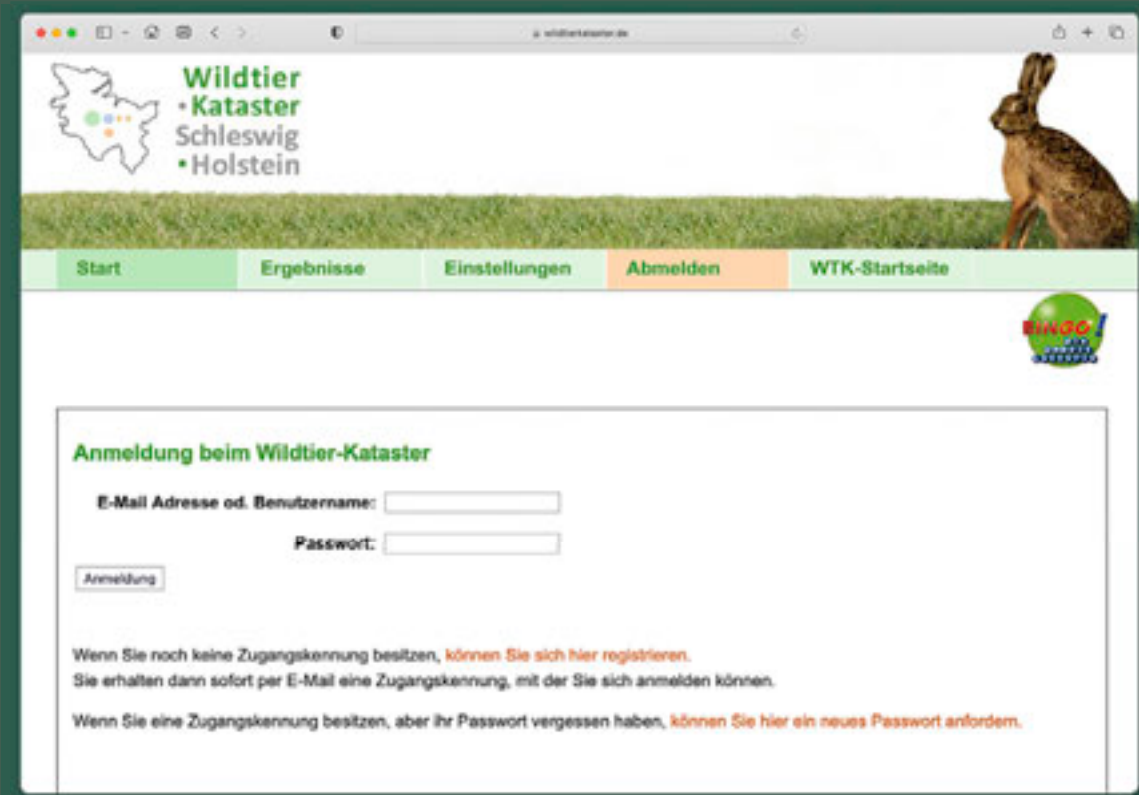 wildtierkataster.de
Wildtier
•Kataster
Schleswig
•Holstein
Start
Ergebnisse
Einstellungen
Abmelden
WTK-Startseite
BINGO!
Anmeldung beim Wildtier-Kataster
E-Mail Adresse od. Benutzername:
Passwort:
Anmeldung
Wenn Sie noch keine Zugangskennung besitzen, können Sie sich hier registrieren.
Sie erhalten dann sofort per E-Mail eine Zugangskennung, mit der Sie sich anmelden können.
Wenn Sie eine Zugangskennung besitzen, aber ihr Passwort vergessen haben, können Sie hier ein neues Passwort anfordern.